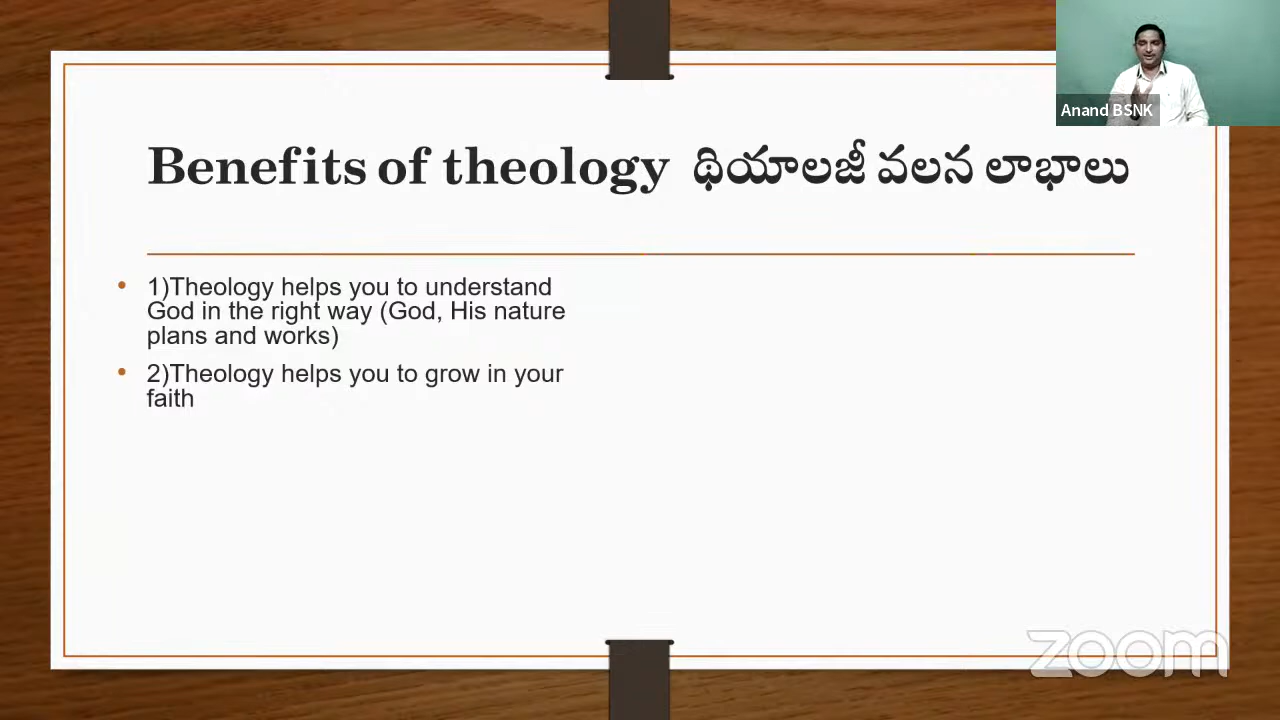 Anand BSNK
Benefits of theology థియాలజీ వలన లాభాలు
• 1)Theology helps you to understand
God in the right way (God, His nature
plans and works)
• 2)Theology helps you to grow in your
faith
zoom